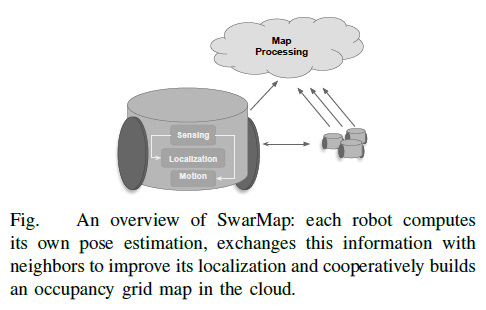 Map
Processing
Sensing
Localization
Motion
Fig. An overview of SwarMap: each robot computes
its own pose estimation, exchanges this information with
neighbors to improve its localization and cooperatively builds
an occupancy grid map in the cloud.